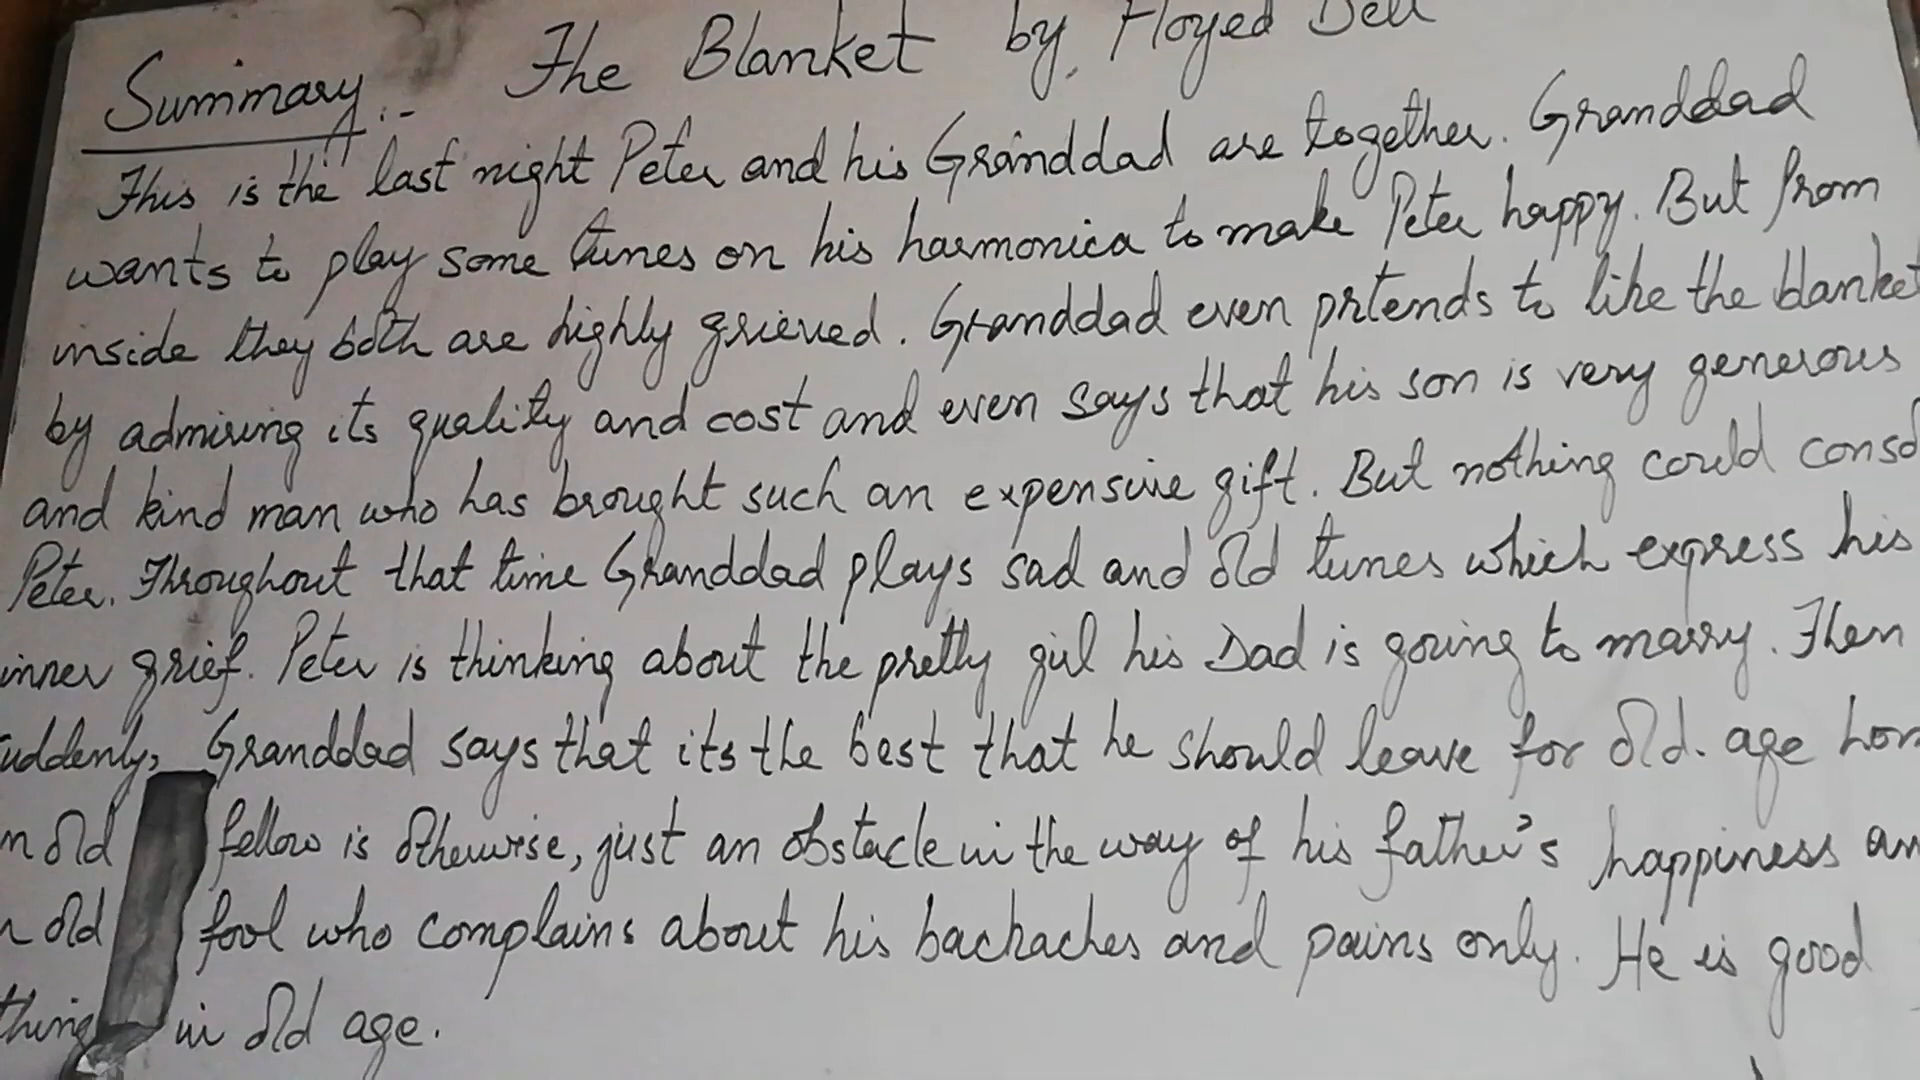 Summary:- The Blanket by, Floyed Dell
This is the last night Peter and his Granddad are together. Granddad
wants to play some tunes on his harmonica to make Peter happy. But from
inside they both are highly grieved. Granddad even prtends to like the blanket
by admiring its quality and cost and even says that his son is very generous
and kind man who has brought such an expensive gift. But nothing could
Peter. Throughout that time Granddad plays sad and old tunes which express his
inner grief. Peter is thinking about the pretty girl his Dad is going to marry. Then
uddenly, Granddad says that its the best that he should leave for old-age
old fellow is otherwise, just an obstacle in the way of his father's happiness
old fool who complains about his backaches and pains only. He is good
thing in old age.